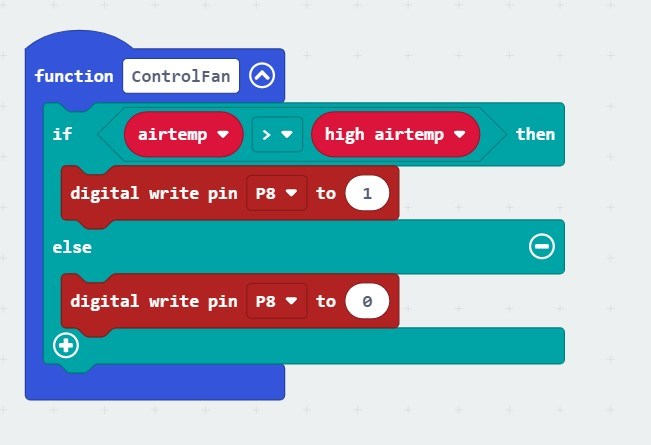 function ControlFan
if airtemp > high airtemp then
digital write pin P8 to 1
else
digital write pin P8 to 0